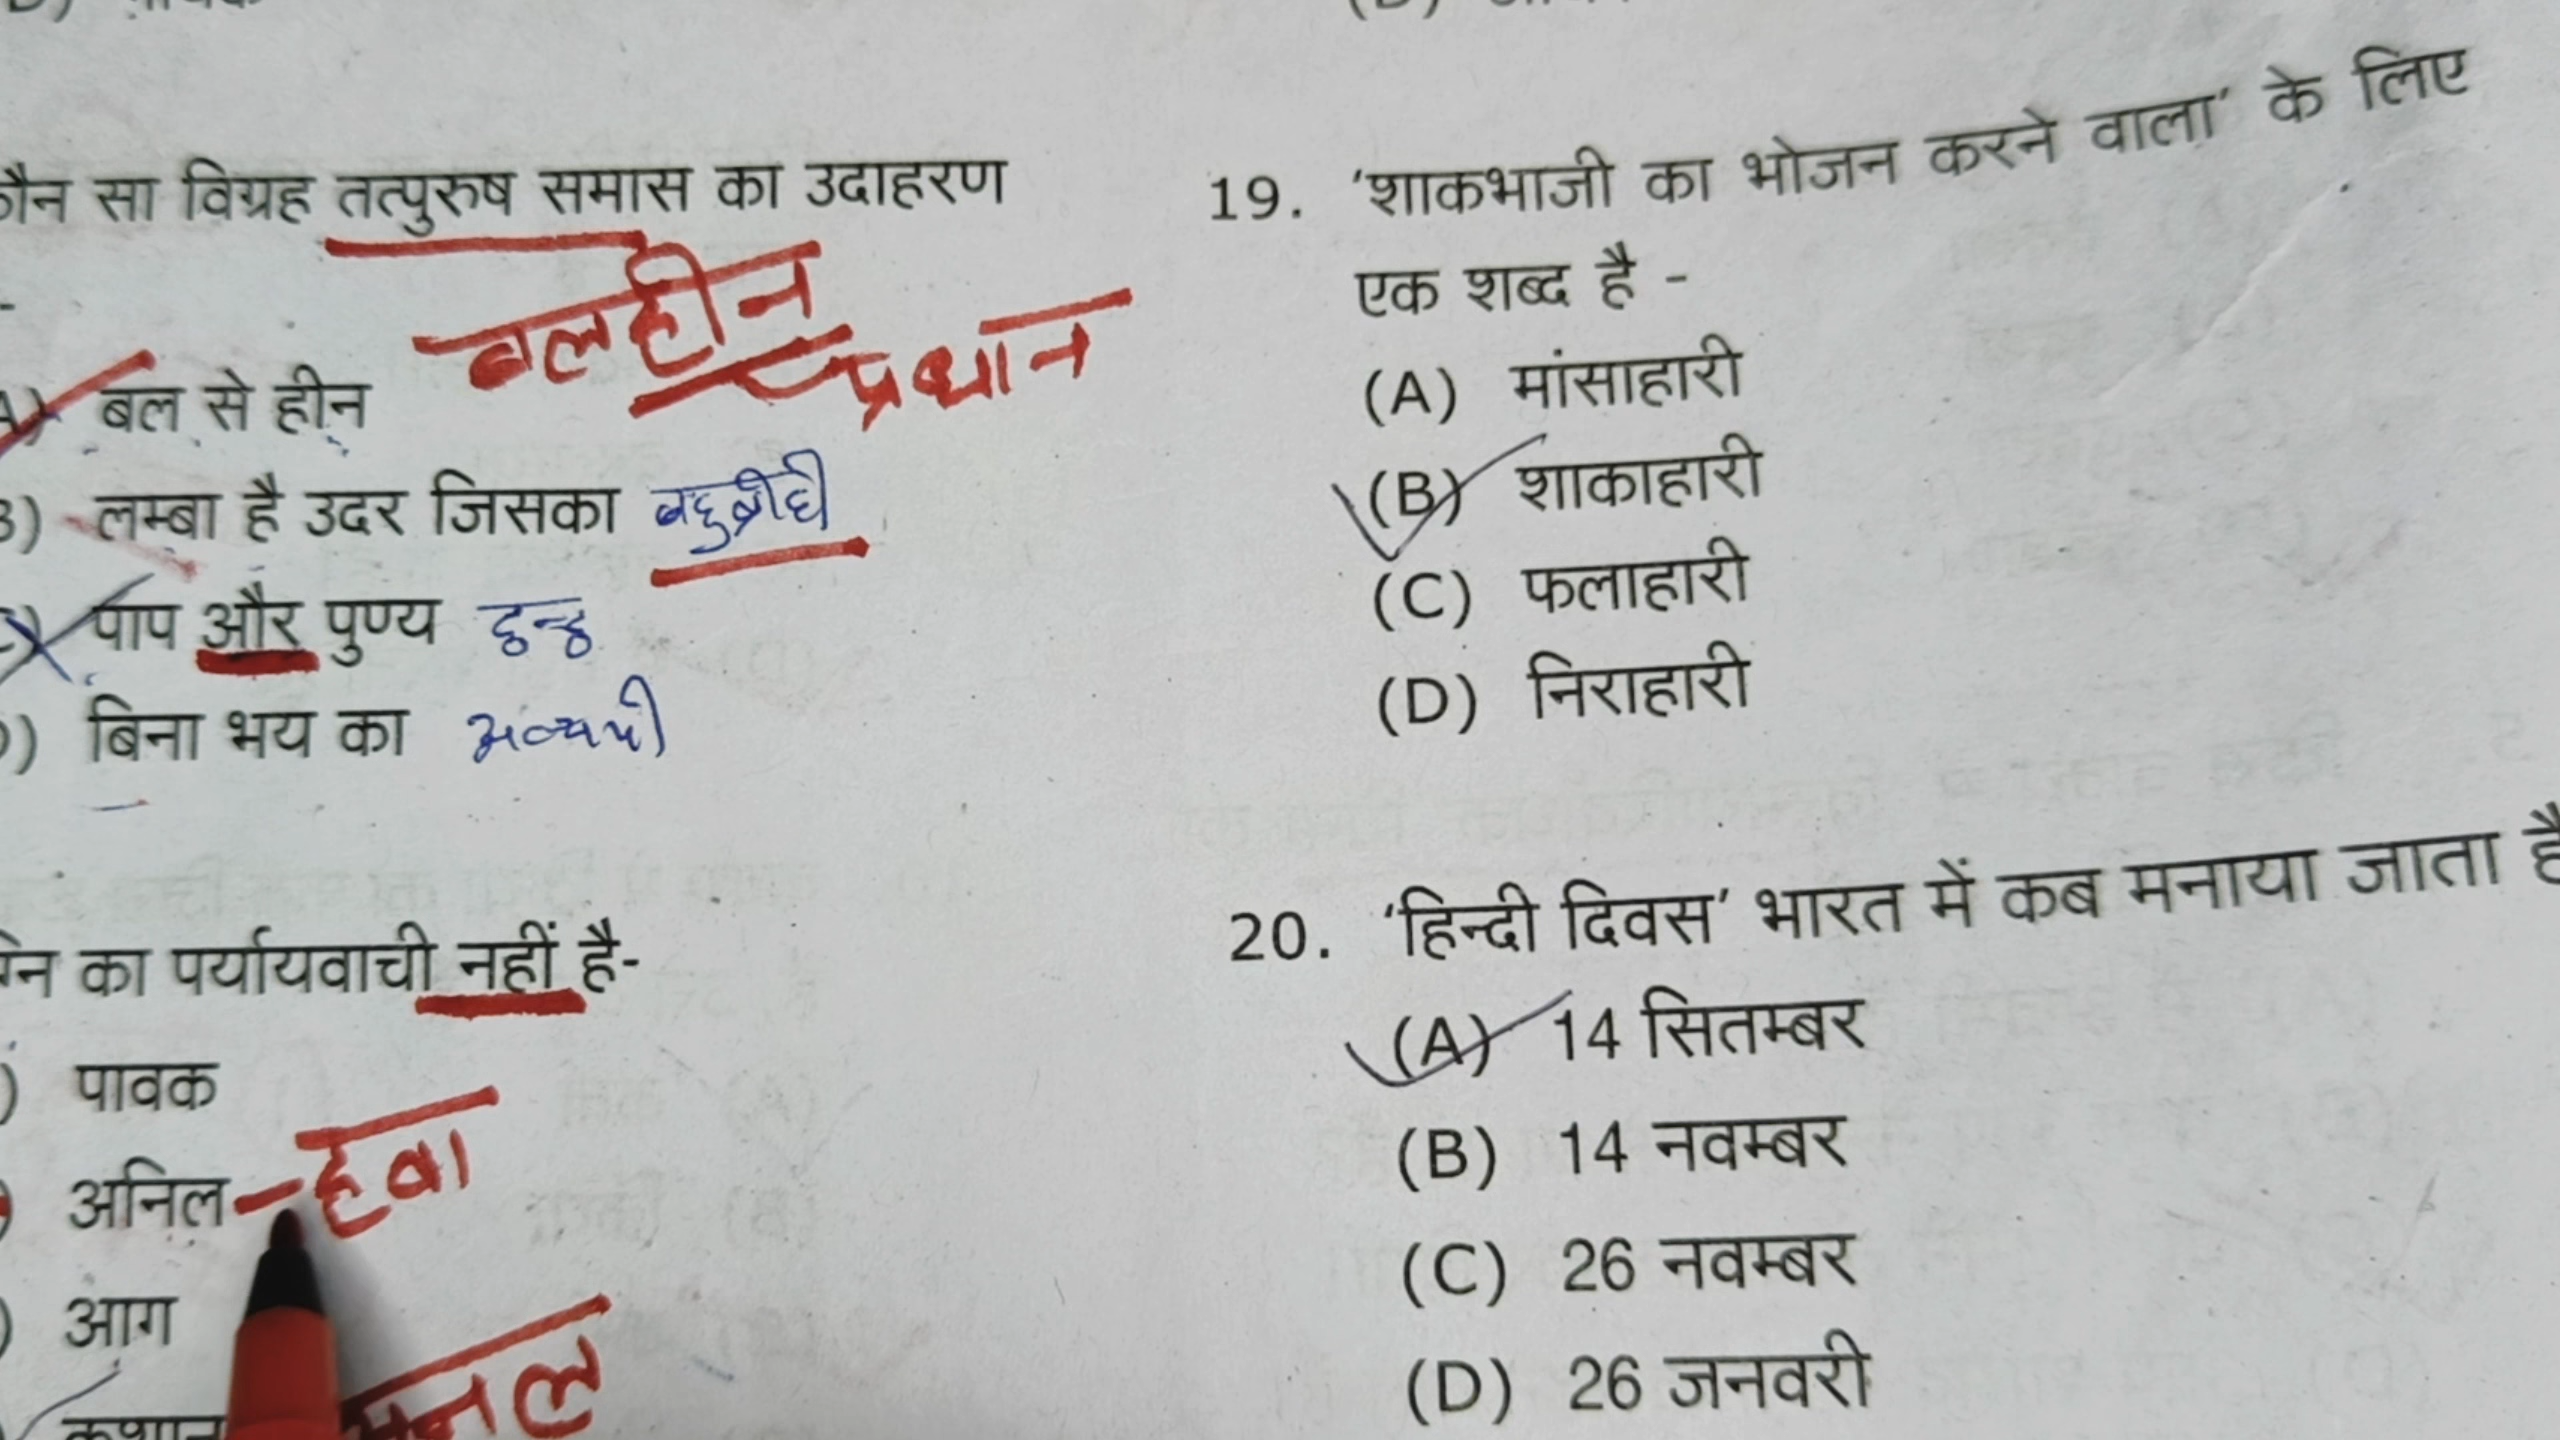 कौन सा विग्रह तत्पुरुष समास का उदाहरण
-
बलहीन
प्रधान
A) बल से हीन
B) लम्बा है उदर जिसका बहुब्रीही
C) पाप और पुण्य द्वन्द्व
D) बिना भय का
का पर्यायवाची नहीं है-
) पावक
) अनिल - हवा
) आग
19. 'शाकभाजी का भोजन करने वाला' के लिए
एक शब्द है -
(A) मांसाहारी
(B) शाकाहारी
(C) फलाहारी
(D) निराहारी
20. 'हिन्दी दिवस' भारत में कब मनाया जाता है
(A) 14 सितम्बर
(B) 14 नवम्बर
(C) 26 नवम्बर
(D) 26 जनवरी